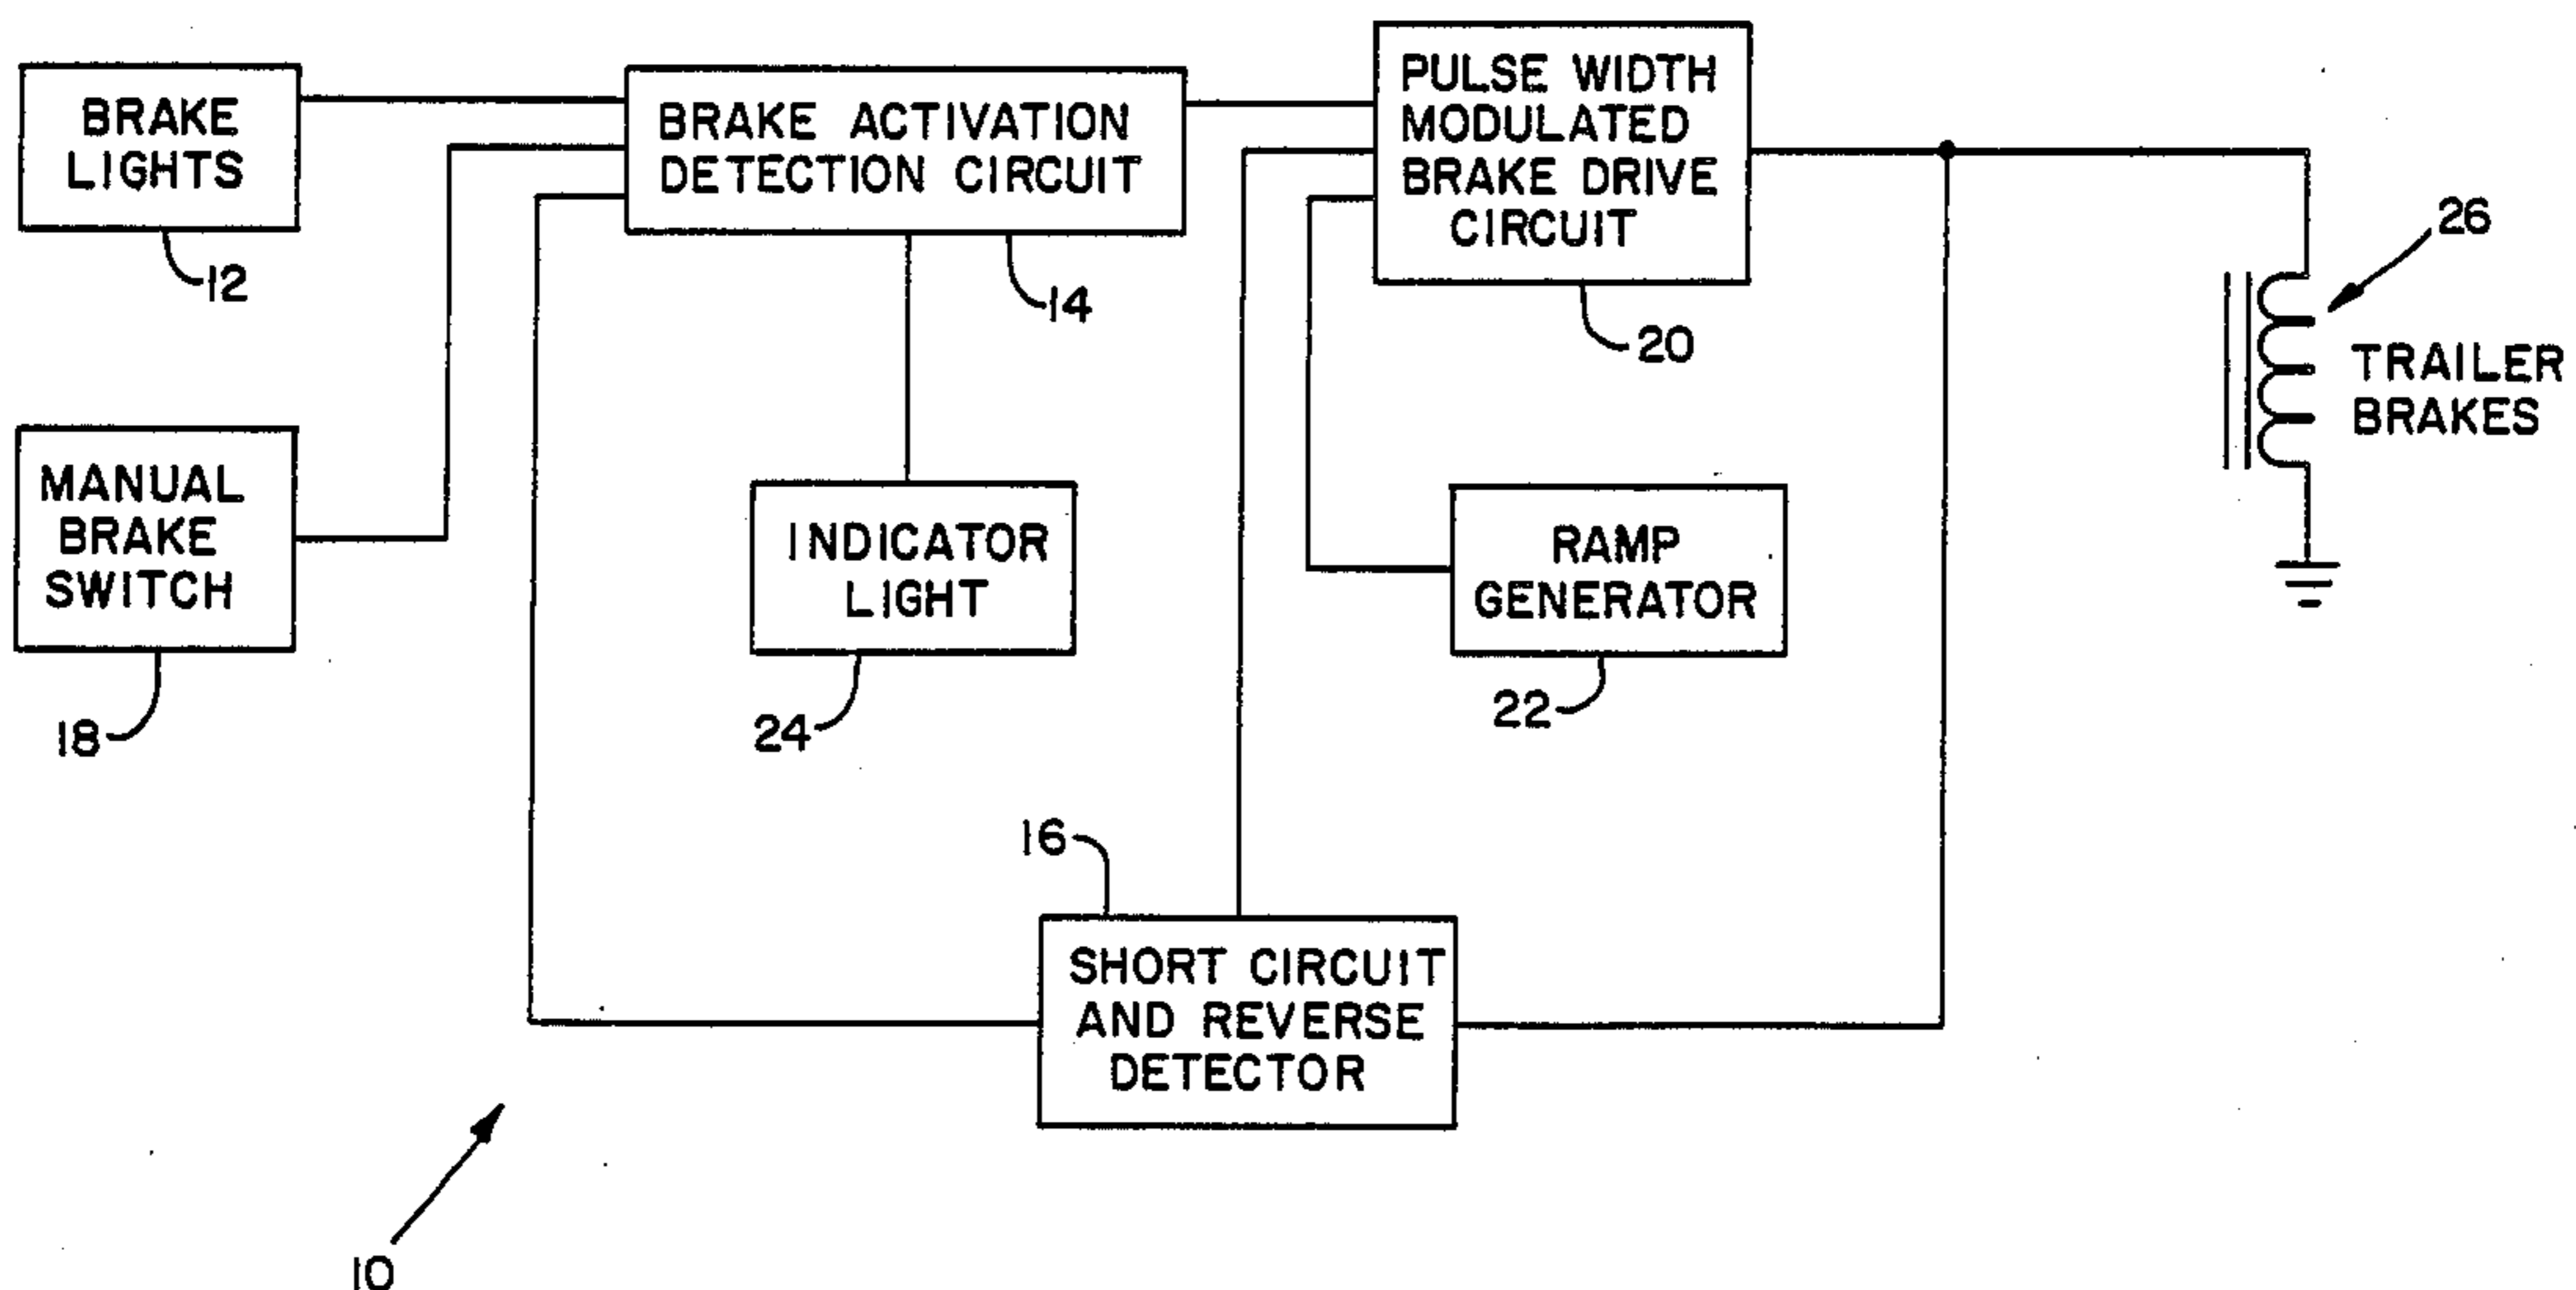 BRAKE
LIGHTS
12
BRAKE ACTIVATION
DETECTION CIRCUIT
14
PULSE WIDTH
MODULATED
BRAKE DRIVE
CIRCUIT
20
26
TRAILER
BRAKES
MANUAL
BRAKE
SWITCH
18
INDICATOR
LIGHT
24
RAMP
GENERATOR
22
16
SHORT CIRCUIT
AND REVERSE
DETECTOR
10